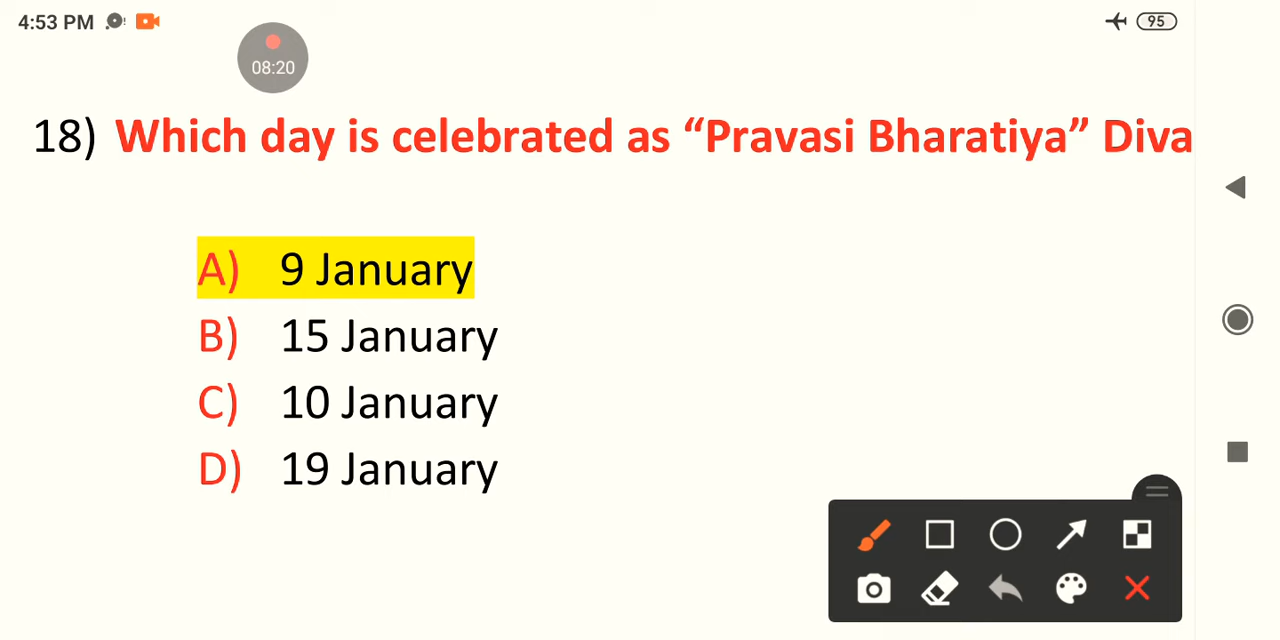 4:53 PM
95
08:20
18) Which day is celebrated as “Pravasi Bharatiya” Diva
A) 9 January
B) 15 January
C) 10 January
D) 19 January